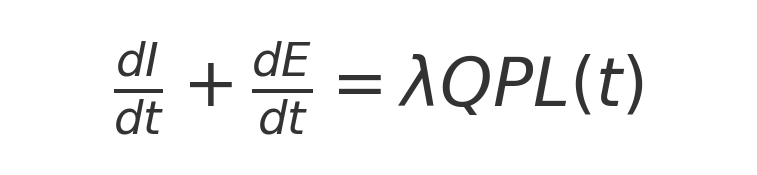 dI/dt + dE/dt = λQPL(t)